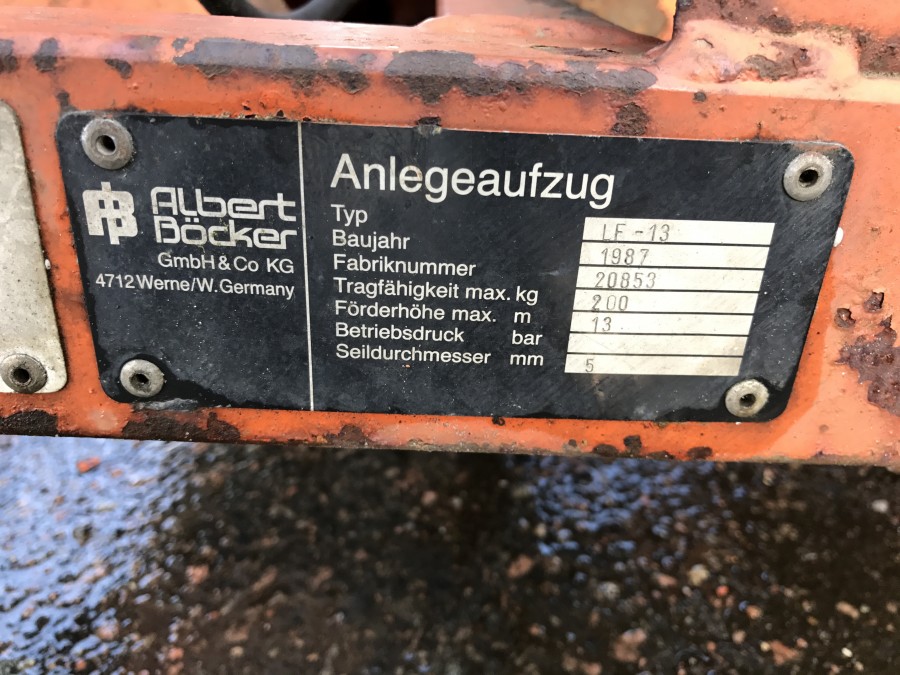 Albert
Böcker
GmbH & Co KG
4712 Werne/W. Germany
Anlegeaufzug
Typ LF-13
Baujahr 1987
Fabriknummer 20853
Tragfähigkeit max. kg 200
Förderhöhe max. m 13
Betriebsdruck bar
Seildurchmesser mm 5